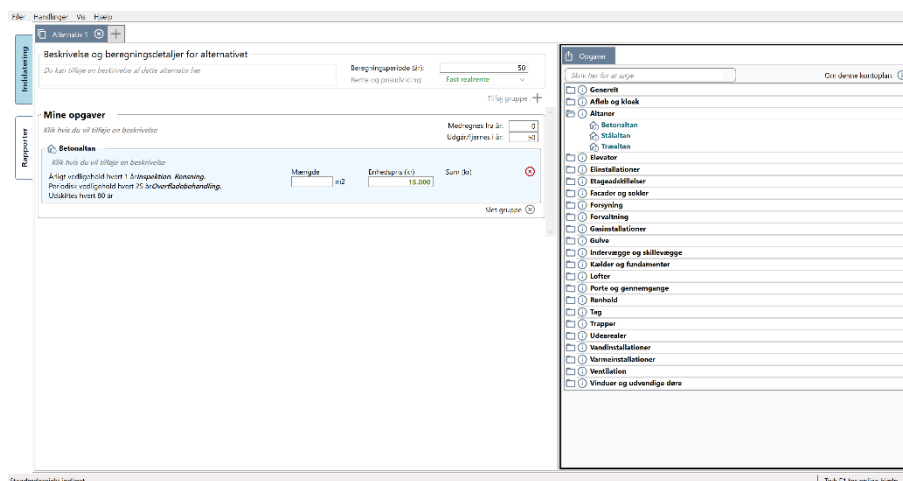 Filer Handlinger Vis Hjælp
Alternativ 1
Inddatering
Rapporter
Beskrivelse og beregningsdetaljer for alternativet
Du kan tilføje en beskrivelse af dette alternativ her
Beregningsperiode (år): 50
Rente og prisudvikling: Fast realrente
Tilføj gruppe :
Mine opgaver
Klik hvis du vil tilføje en beskrivelse
Medregnes fra år: 0
Udgår/fjernes i år: 50
Betonaltan
Klik hvis du vil tilføje en beskrivelse
Årligt vedligehold hvert 1 år Inspektion. Rensning.
Periodisk vedligehold hvert 25 år Overfladebehandling.
Udskiftes hvert 60 år
Mængde Enhedspris (kr) Sum (kr)
m2 15.000
Slet gruppe
Opgaver
Skriv her for at søge
Om denne kontoplan:
Generelt
Afløb og kloak
Altaner
Betonaltan
Stålaltan
Træaltan
Elevator
Elinstallationer
Etageadskillelser
Facader og sokler
Forsyning
Forvaltning
Gasinstallationer
Gulve
Indervægge og skillevægge
Kælder og fundamenter
Lofter
Porte og gennemgange
Renhold
Tag
Trapper
Udearealer
Vandinstallationer
Varmeinstallationer
Ventilation
Vinduer og udvendige døre